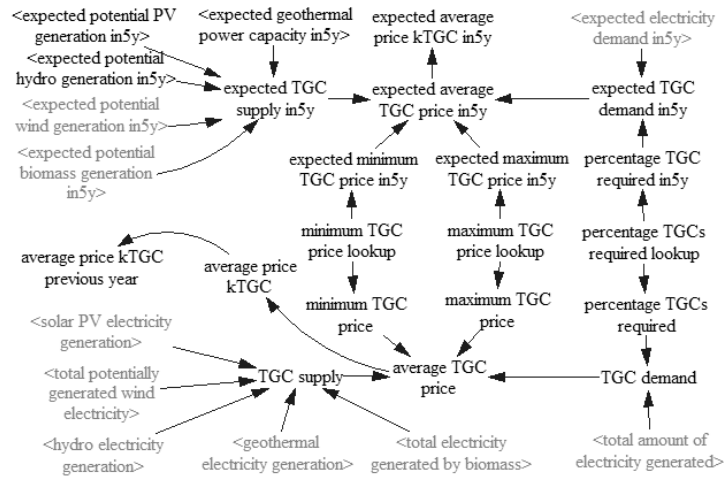 <expected potential PV
generation in5y>
<expected geothermal
power capacity in5y>
expected average
price kTGC in5y
<expected electricity
demand in5y>
<expected potential
hydro generation in5y>
<expected potential
wind generation in5y>
<expected potential
biomass generation
in5y>
expected TGC
supply in5y
expected average
TGC price in5y
expected TGC
demand in5y
expected minimum
TGC price in5y
expected maximum
TGC price in5y
percentage TGC
required in5y
minimum TGC
price lookup
maximum TGC
price lookup
percentage TGCs
required lookup
average price kTGC
previous year
average price
kTGC
minimum TGC
price
maximum TGC
price
percentage TGCs
required
<solar PV electricity
generation>
<total potentially
generated wind
electricity>
TGC supply
average TGC
price
TGC demand
<hydro electricity
generation>
<geothermal
electricity generation>
<total electricity
generated by biomass>
<total amount of
electricity generated>